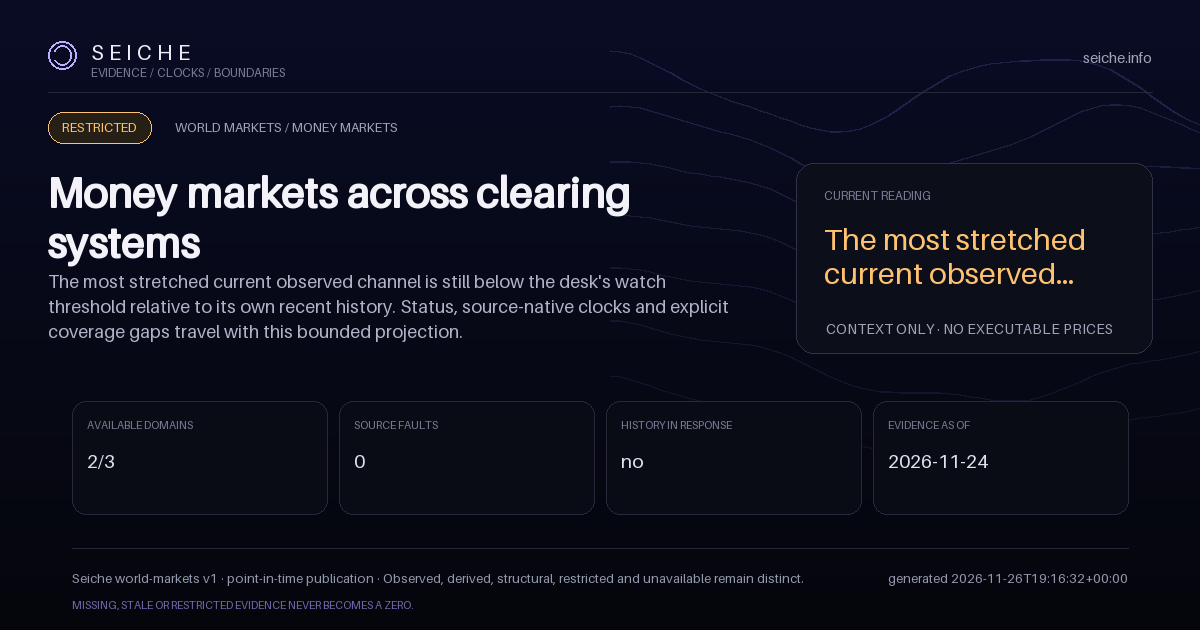 SEICHE
EVIDENCE / CLOCKS / BOUNDARIES
seiche.info
RESTRICTED
WORLD MARKETS / MONEY MARKETS
Money markets across clearing
systems
The most stretched current observed channel is still below the desk's watch
threshold relative to its own recent history. Status, source-native clocks and explicit
coverage gaps travel with this bounded projection.
CURRENT READING
The most stretched
current observed...
CONTEXT ONLY · NO EXECUTABLE PRICES
AVAILABLE DOMAINS
2/3
SOURCE FAULTS
0
HISTORY IN RESPONSE
no
EVIDENCE AS OF
2026-11-24
Seiche world-markets v1 · point-in-time publication · Observed, derived, structural, restricted and unavailable remain distinct.
generated 2026-11-26T19:16:32+00:00
MISSING, STALE OR RESTRICTED EVIDENCE NEVER BECOMES A ZERO.